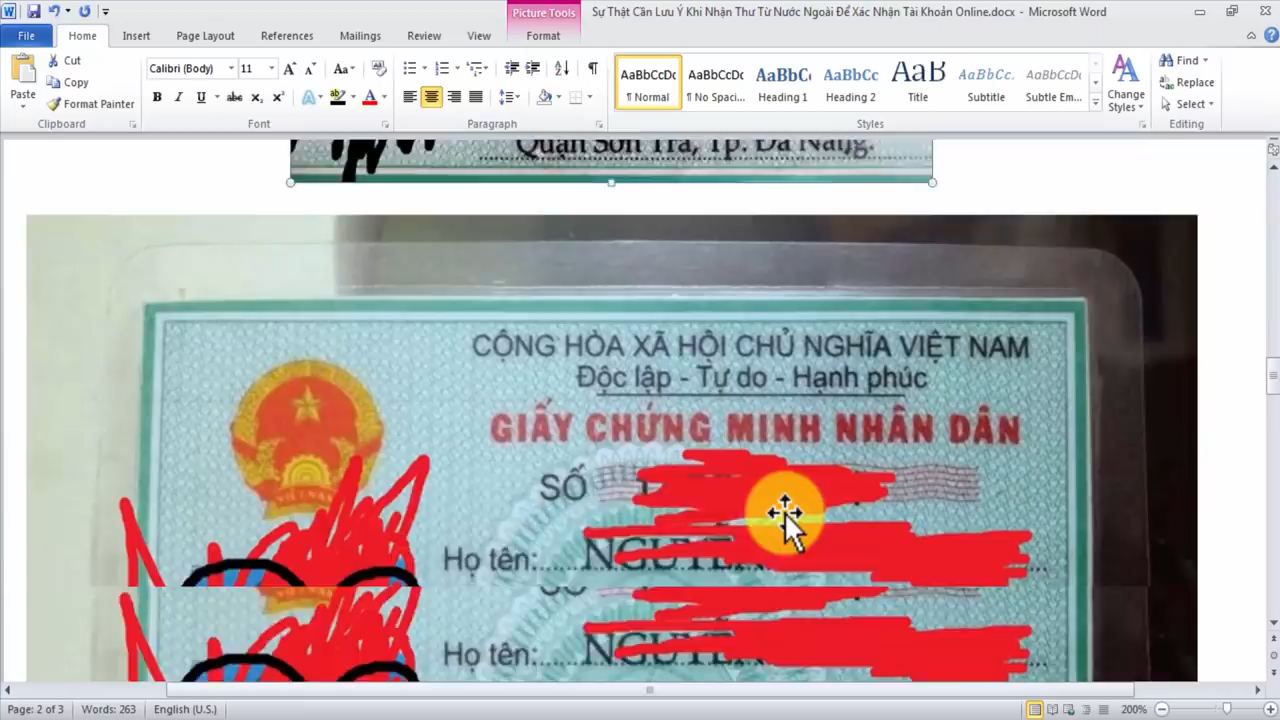 Picture Tools
Sự Thật Cần Lưu Ý Khi Nhận Thư Từ Nước Ngoài Để Xác Nhận Tài Khoản Online.docx - Microsoft Word
File Home Insert Page Layout References Mailings Review View Format
Cut
Copy
Format Painter
Paste
Clipboard
Calibri (Body) 11
Font
Paragraph
AaBbCcDc AaBbCcDc AaBbC AaBbCc AaB AaBbCc. AaBbCcDc
¶ Normal ¶ No Spaci... Heading 1 Heading 2 Title Subtitle Subtle Em...
Change Styles
Styles
Find
Replace
Select
Editing
Quận Sơn Trà, Tp. Đà Nẵng.
CỘNG HÒA XÃ HỘI CHỦ NGHĨA VIỆT NAM
Độc lập - Tự do - Hạnh phúc
GIẤY CHỨNG MINH NHÂN DÂN
VIỆT NAM
SỐ
Họ tên:
SỐ
Họ tên:
Page: 2 of 3 Words: 263 English (U.S.) 200%